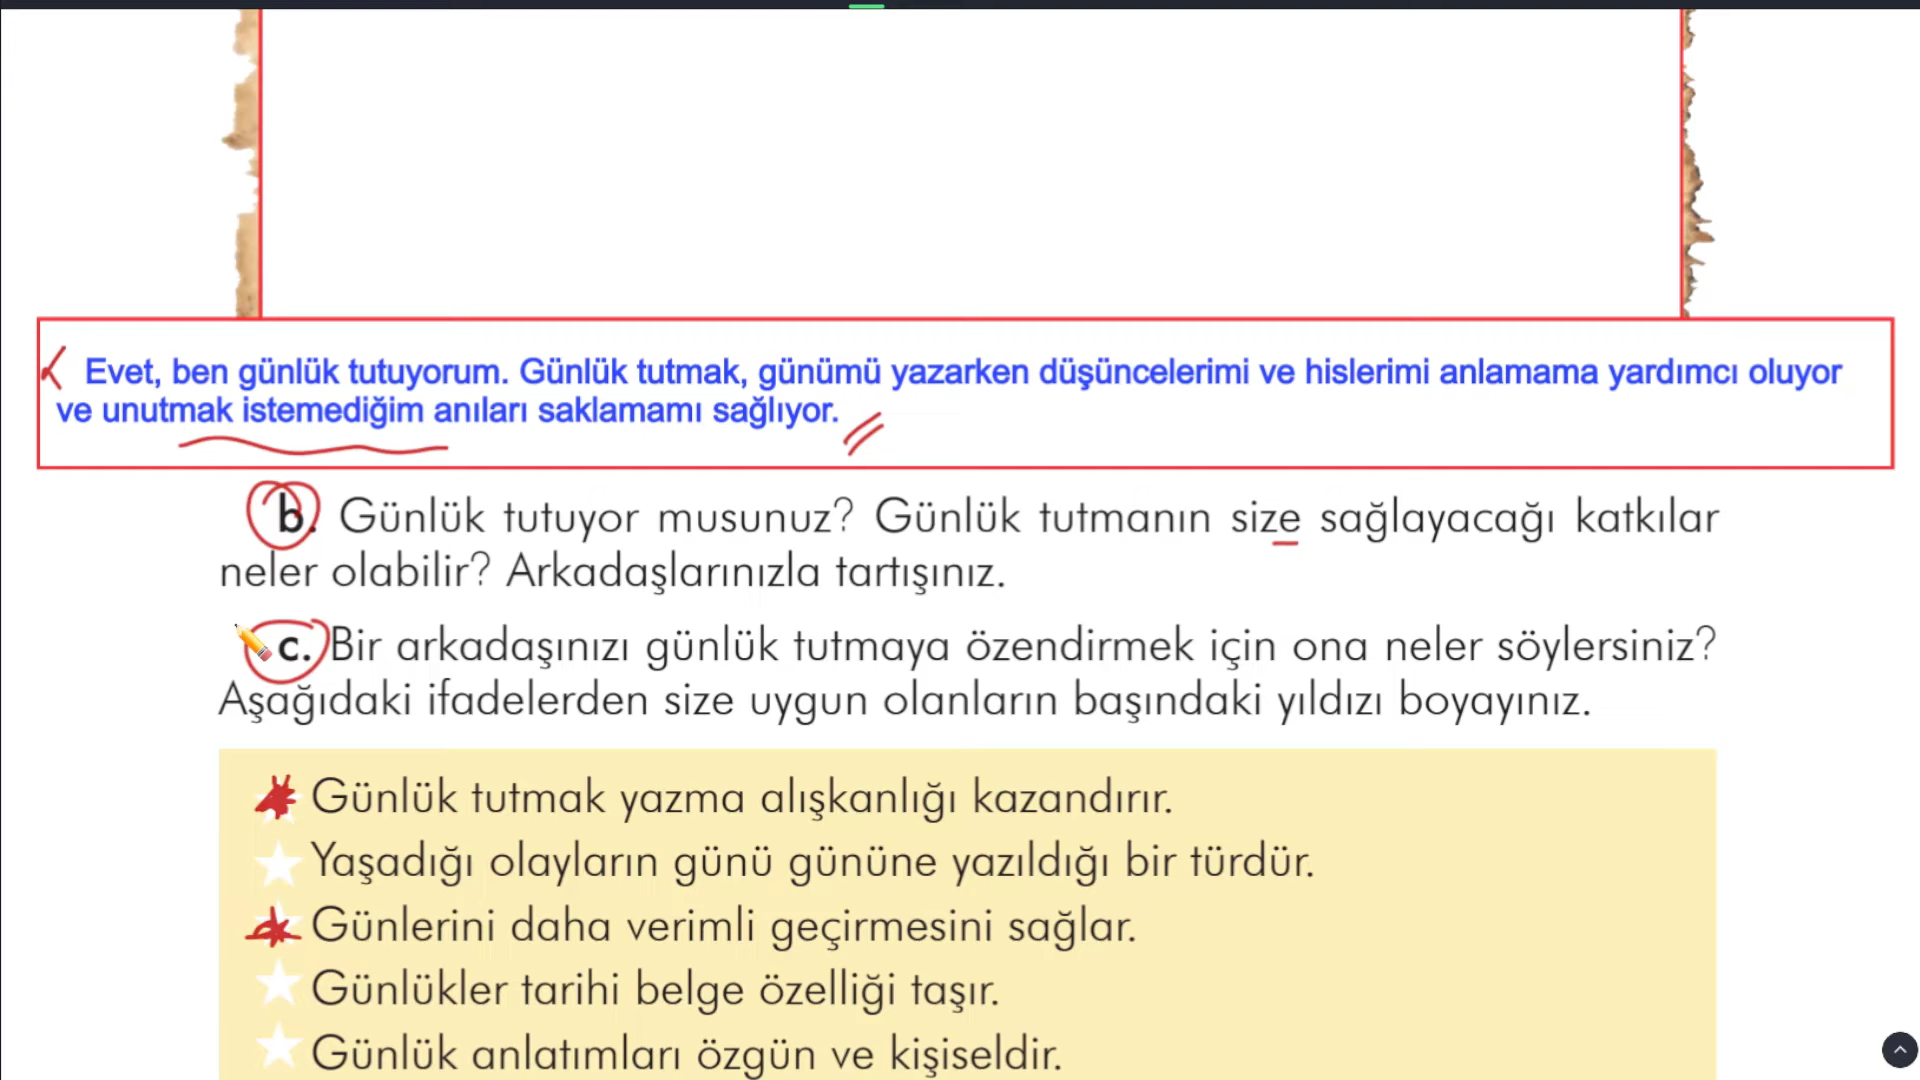 Evet, ben günlük tutuyorum. Günlük tutmak, günümü yazarken düşüncelerimi ve hislerimi anlamama yardımcı oluyor
ve unutmak istemediğim anıları saklamamı sağlıyor.
b. Günlük tutuyor musunuz? Günlük tutmanın size sağlayacağı katkılar
neler olabilir? Arkadaşlarınızla tartışınız.
c. Bir arkadaşınızı günlük tutmaya özendirmek için ona neler söylersiniz?
Aşağıdaki ifadelerden size uygun olanların başındaki yıldızı boyayınız.
Günlük tutmak yazma alışkanlığı kazandırır.
Yaşadığı olayların günü gününe yazıldığı bir türdür.
Günlerini daha verimli geçirmesini sağlar.
Günlükler tarihi belge özelliği taşır.
Günlük anlatımları özgün ve kişiseldir.